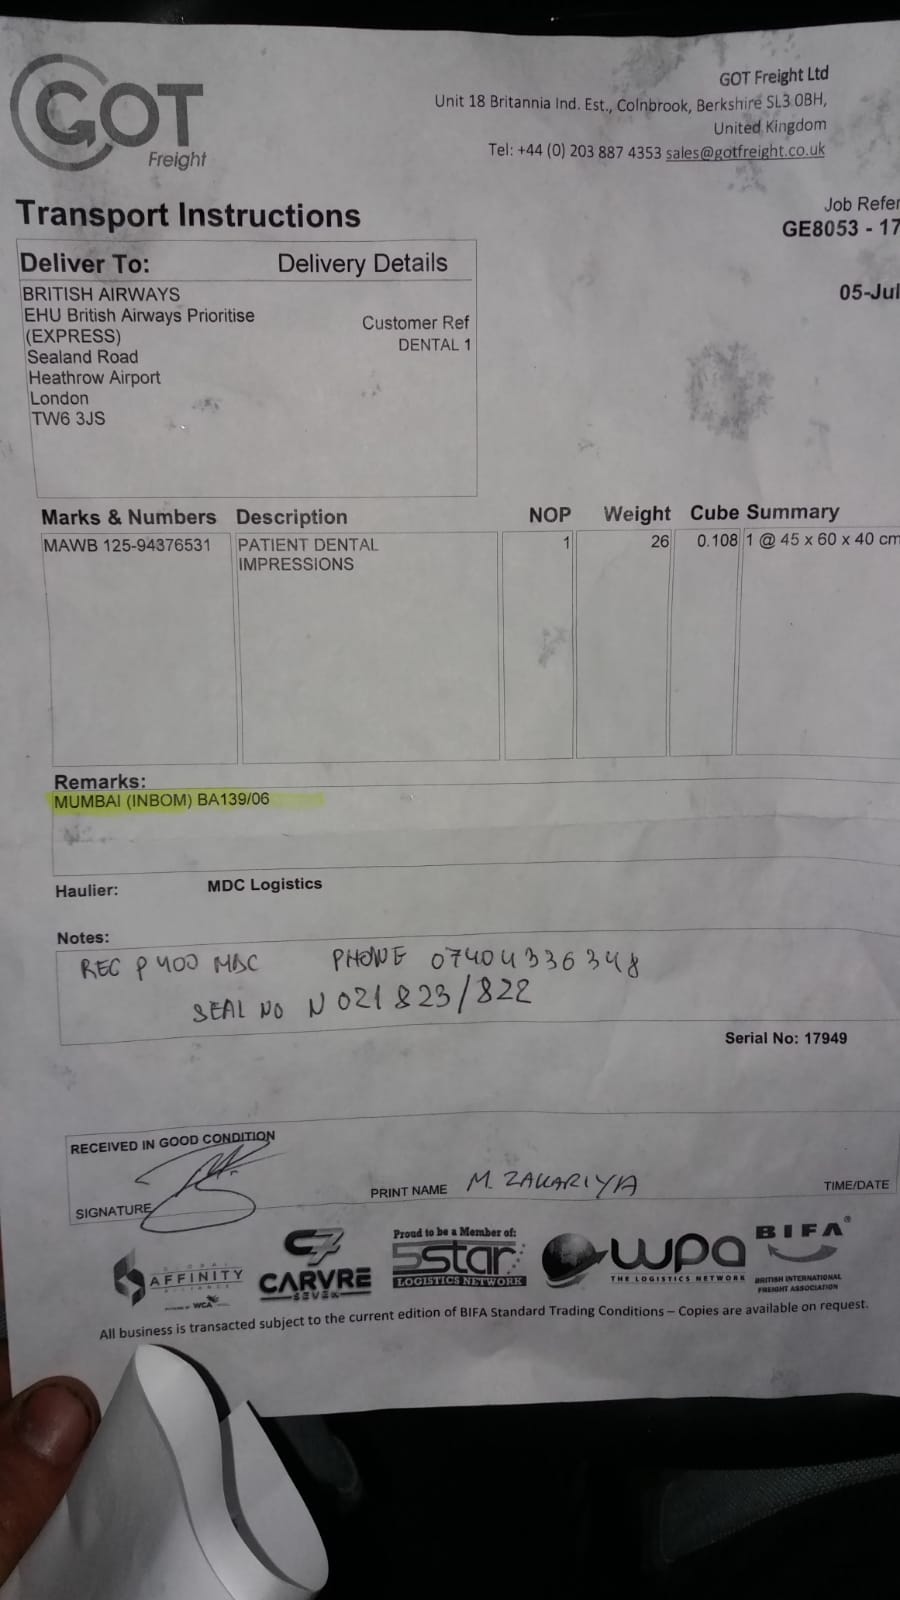 GOT
Freight
GOT Freight Ltd
Unit 18 Britannia Ind. Est., Colnbrook, Berkshire SL3 0BH,
United Kingdom
Tel: +44 (0) 203 887 4353 sales@gotfreight.co.uk
Transport Instructions
Job Refer
GE8053 - 17
05-Jul
Deliver To: Delivery Details
BRITISH AIRWAYS
EHU British Airways Prioritise
(EXPRESS)
Sealand Road
Heathrow Airport
London
TW6 3JS
Customer Ref
DENTAL 1
Marks & Numbers Description NOP Weight Cube Summary
MAWB 125-94376531 PATIENT DENTAL 1 26 0.108 1 @ 45 x 60 x 40 cm
IMPRESSIONS
Remarks:
MUMBAI (INBOM) BA139/06
Haulier: MDC Logistics
Notes:
REC P400 MDC PHONE 07404336348
SEAL NO N021823/822
Serial No: 17949
RECEIVED IN GOOD CONDITION
SIGNATURE PRINT NAME M. ZAKARIYA TIME/DATE
GLOBAL AFFINITY ALLIANCE
WCA
C7 CARVRE SEVEN
Proud to be a Member of:
5star
LOGISTICS NETWORK
wpa
THE LOGISTICS NETWORK
BIFA®
BRITISH INTERNATIONAL
FREIGHT ASSOCIATION
All business is transacted subject to the current edition of BIFA Standard Trading Conditions – Copies are available on request.